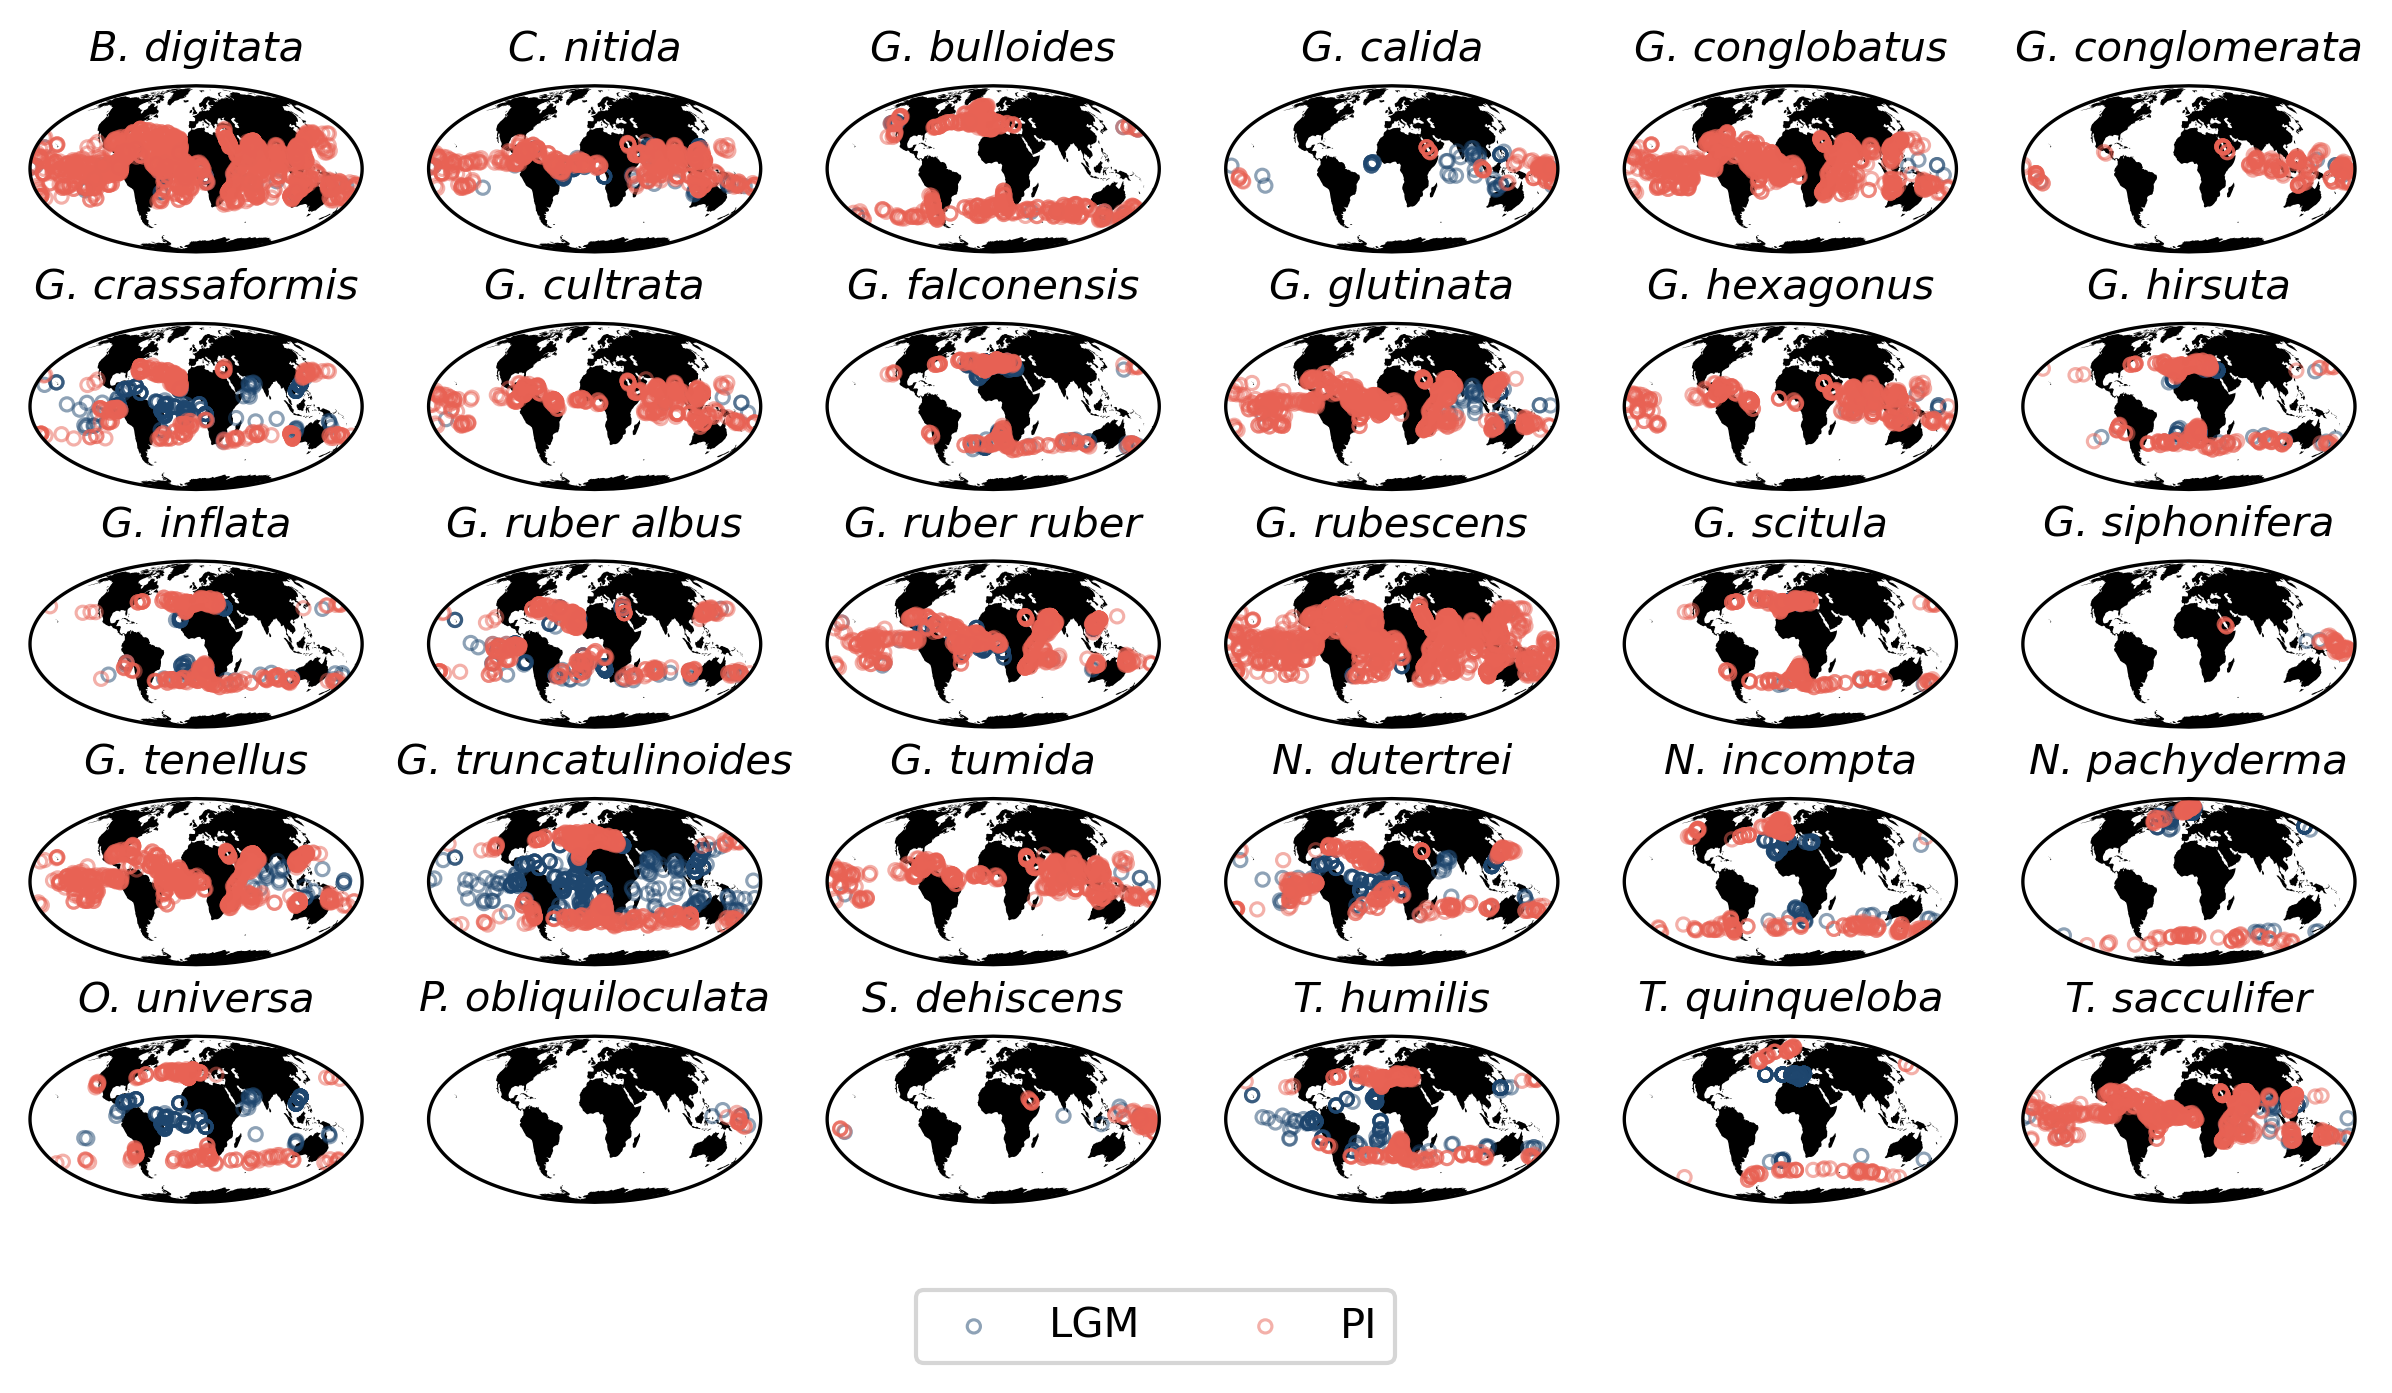 B. digitata
C. nitida
G. bulloides
G. calida
G. conglobatus
G. conglomerata
G. crassaformis
G. cultrata
G. falconensis
G. glutinata
G. hexagonus
G. hirsuta
G. inflata
G. ruber albus
G. ruber ruber
G. rubescens
G. scitula
G. siphonifera
G. tenellus
G. truncatulinoides
G. tumida
N. dutertrei
N. incompta
N. pachyderma
O. universa
P. obliquiloculata
S. dehiscens
T. humilis
T. quinqueloba
T. sacculifer
LGM
PI